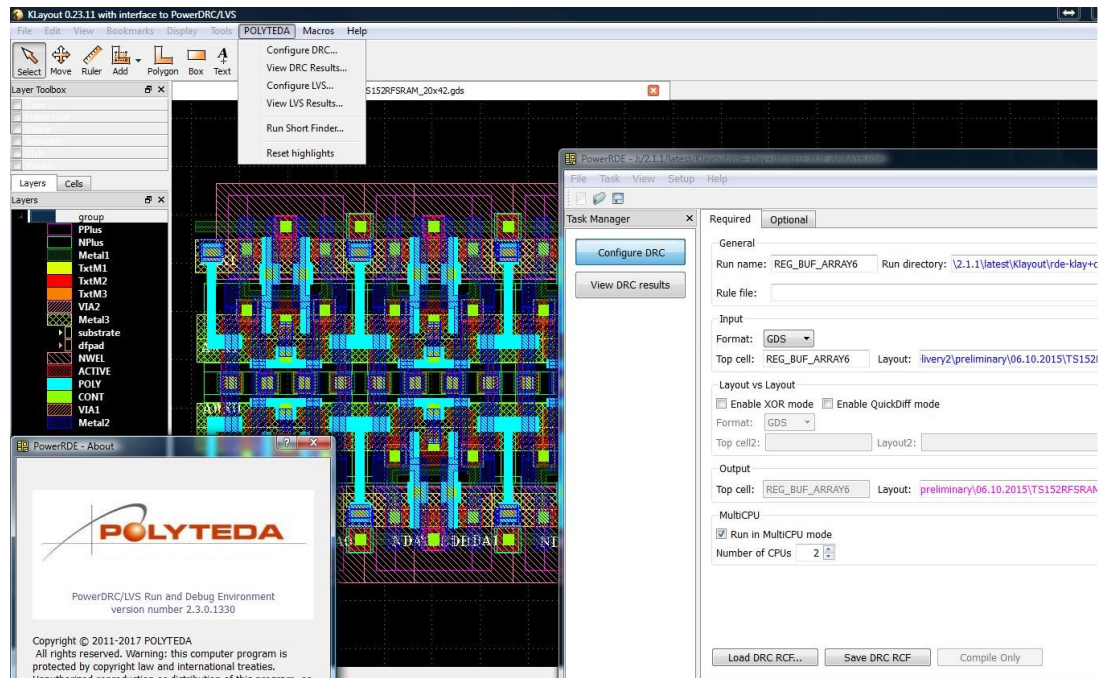 KLayout 0.23.11 with interface to PowerDRC/LVS
File Edit View Bookmarks Display Tools POLYTEDA Macros Help
Select Move Ruler Add Polygon Box Text
Configure DRC...
View DRC Results...
Configure LVS...
View LVS Results...
Run Short Finder...
Reset highlights
Layer Toolbox
S152RFSRAM_20x42.gds
Layers Cells
Layers
group
PPlus
NPlus
Metal1
TxtM1
TxtM2
TxtM3
VIA2
Metal3
substrate
dfpad
NWEL
ACTIVE
POLY
CONT
VIA1
Metal2
PowerRDE - About
POLYTEDA
PowerDRC/LVS Run and Debug Environment
version number 2.3.0.1330
Copyright © 2011-2017 POLYTEDA
All rights reserved. Warning: this computer program is
protected by copyright law and international treaties.
Unauthorized reproduction or distribution of this program, or
File Task View Setup Help
Task Manager
Configure DRC
View DRC results
Required Optional
General
Run name: REG_BUF_ARRAY6 Run directory: \2.1.1\latest\Klayout\rde-klay+d
Rule file:
Input
Format: GDS
Top cell: REG_BUF_ARRAY6 Layout: livery2\preliminary\06.10.2015\TS152
Layout vs Layout
Enable XOR mode Enable QuickDiff mode
Format: GDS
Top cell2: Layout2:
Output
Top cell: REG_BUF_ARRAY6 Layout: preliminary\06.10.2015\TS152RFSRAM
MultiCPU
Run in MultiCPU mode
Number of CPUs 2
Load DRC RCF... Save DRC RCF Compile Only